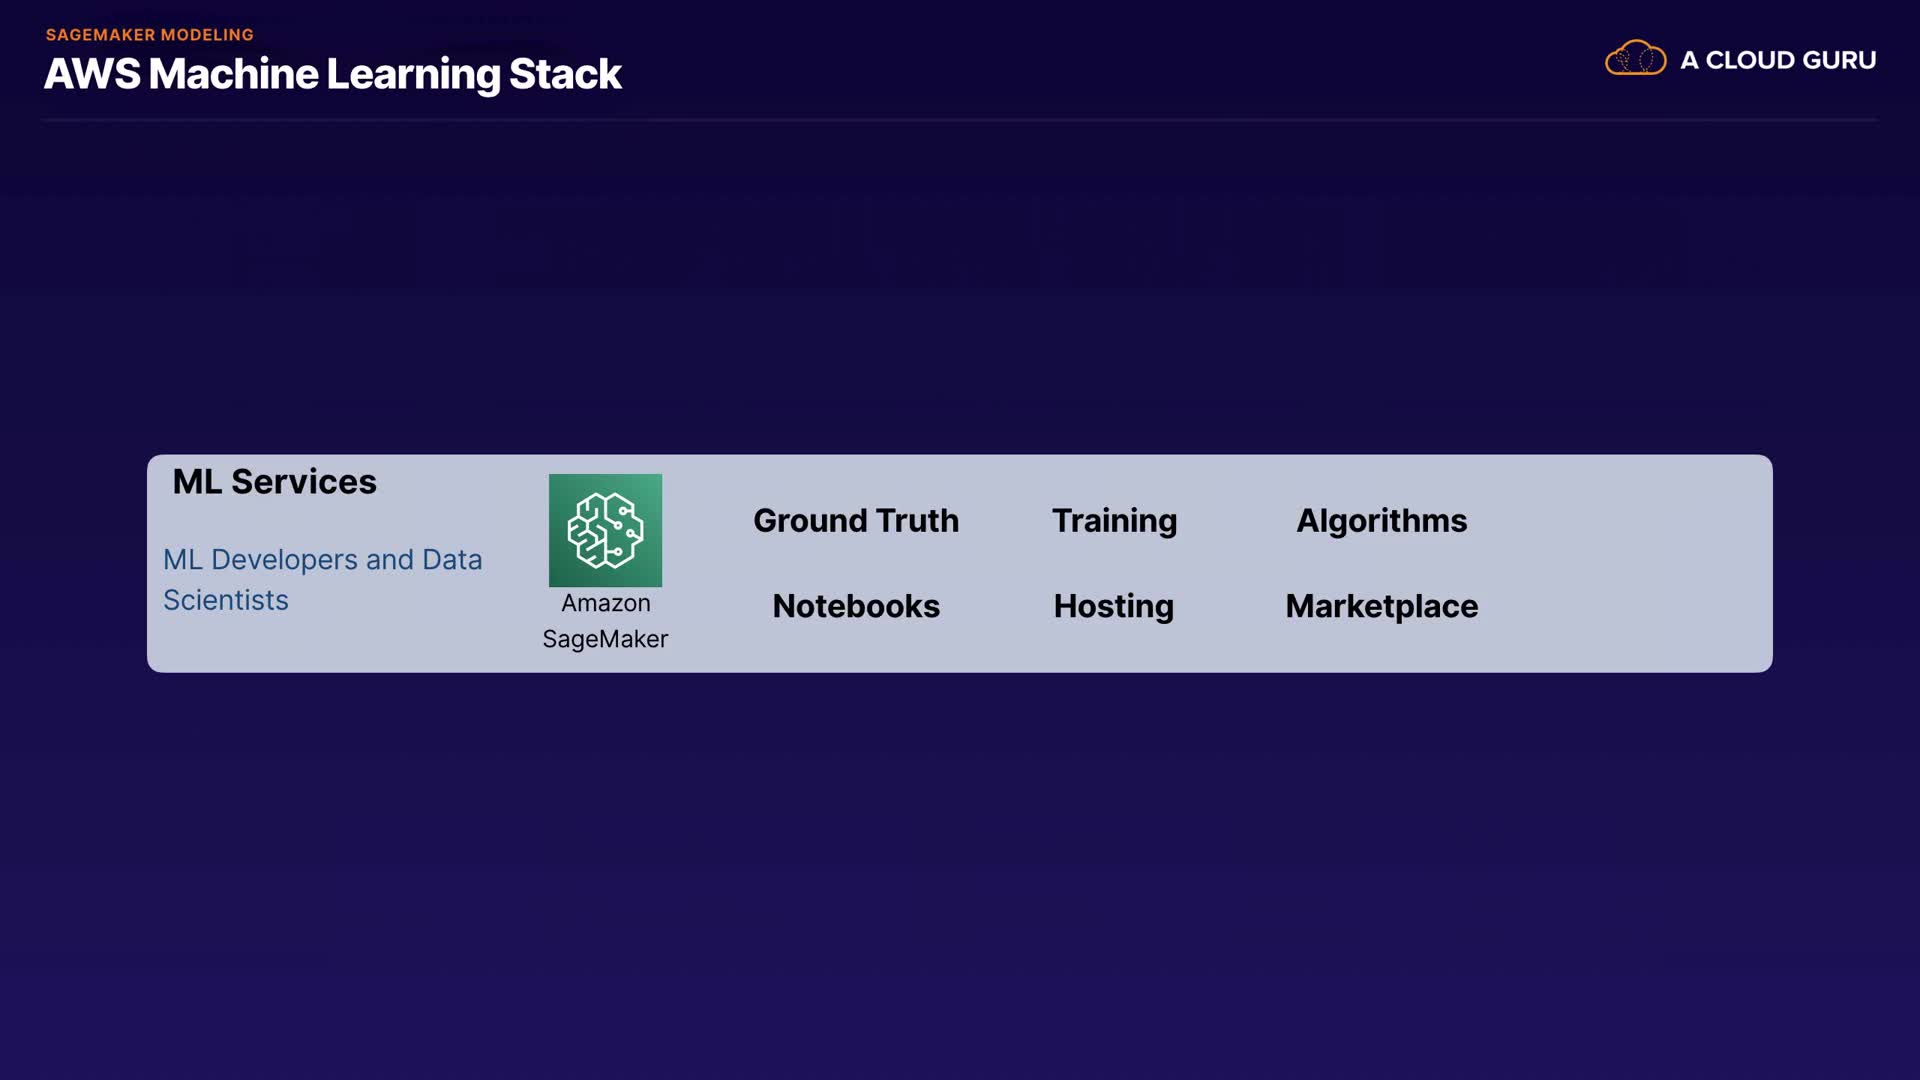 SAGEMAKER MODELING
AWS Machine Learning Stack
A CLOUD GURU
ML Services
ML Developers and Data
Scientists
Amazon
SageMaker
Ground Truth
Training
Algorithms
Notebooks
Hosting
Marketplace